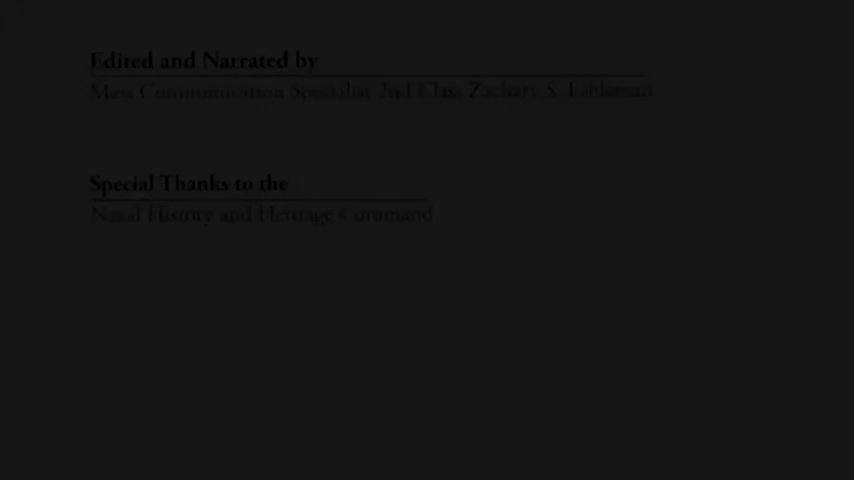 Edited and Narrated by
Mass Communication Specialist 2nd Class Zachary S. Eshleman
Special Thanks to the
Naval History and Heritage Command